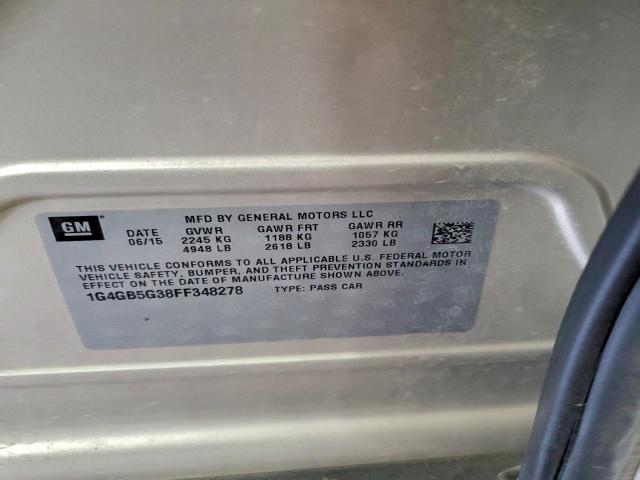 GM
MFD BY GENERAL MOTORS LLC
DATE GVWR GAWR FRT GAWR RR
06/15 2245 KG 1188 KG 1057 KG
4948 LB 2618 LB 2330 LB
THIS VEHICLE CONFORMS TO ALL APPLICABLE U.S. FEDERAL MOTOR
VEHICLE SAFETY, BUMPER, AND THEFT PREVENTION STANDARDS IN
EFFECT ON THE DATE OF MANUFACTURE SHOWN ABOVE.
1G4GB5G38FF348278 TYPE: PASS CAR